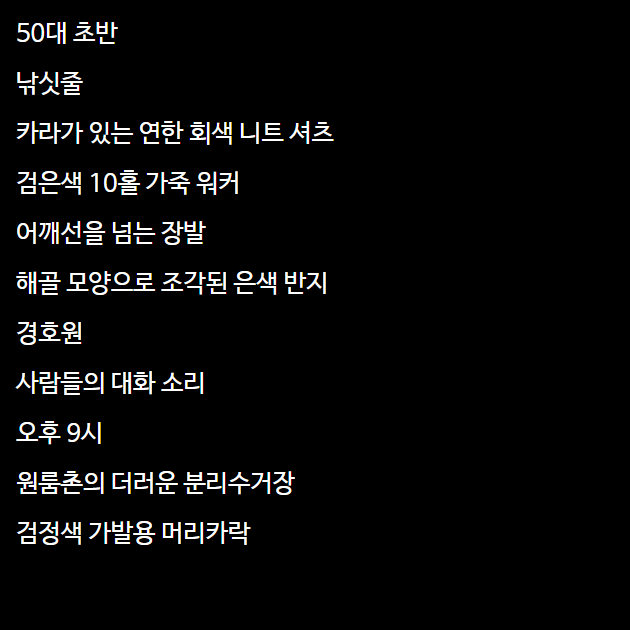 50대 초반
낚싯줄
카라가 있는 연한 회색 니트 셔츠
검은색 10홀 가죽 워커
어깨선을 넘는 장발
해골 모양으로 조각된 은색 반지
경호원
사람들의 대화 소리
오후 9시
원룸촌의 더러운 분리수거장
검정색 가발용 머리카락